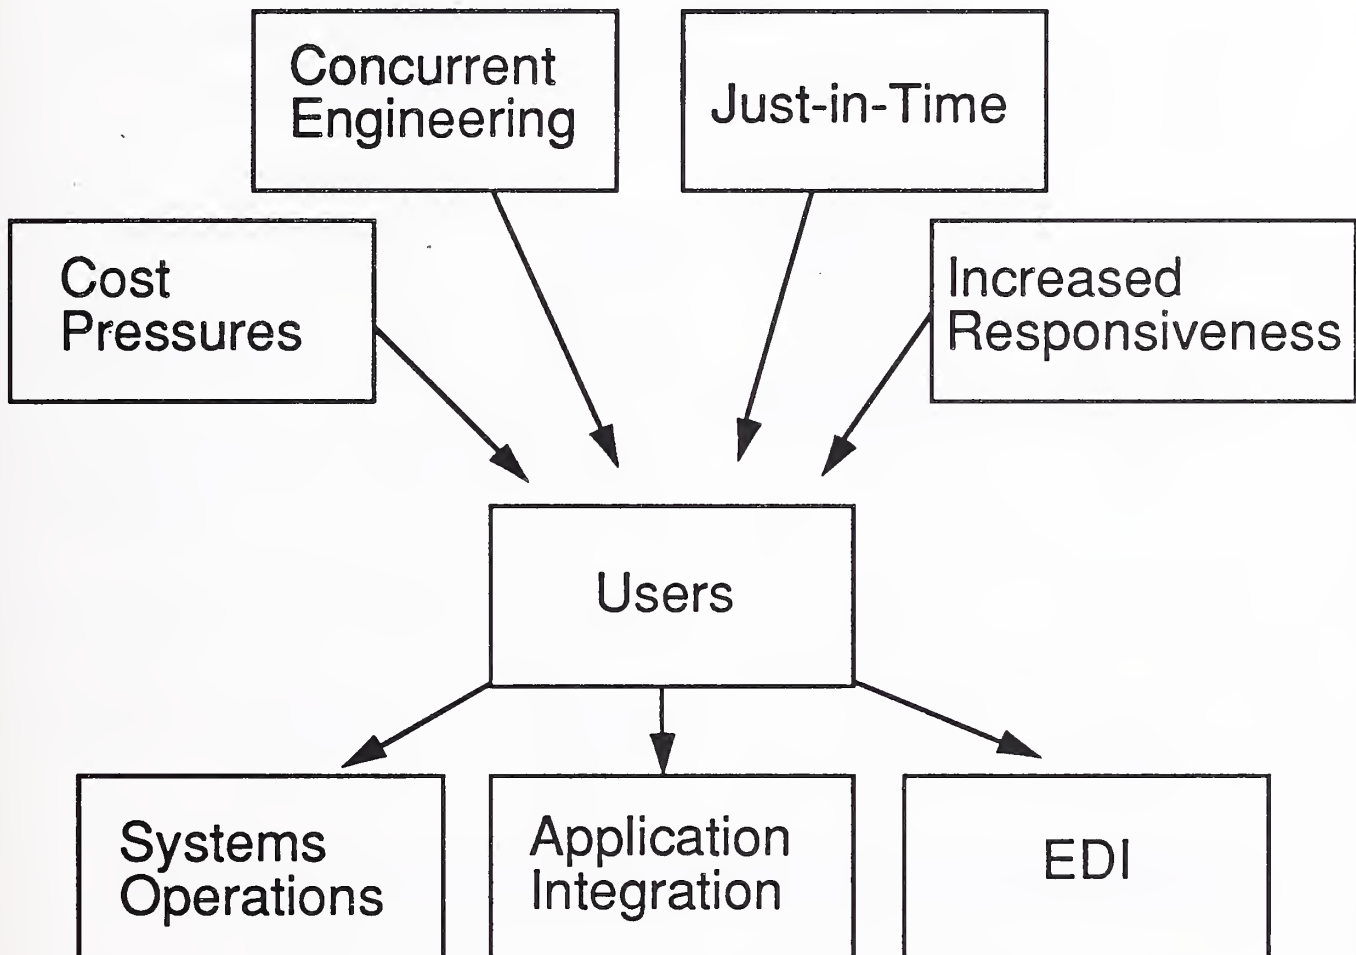 Concurrent
Engineering
Just-in-Time
Cost
Pressures
Increased
Responsiveness
Users
Systems
Operations
Application
Integration
EDI